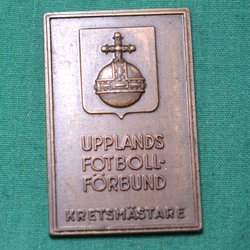 UPPLANDS
FOTBOLL-
FÖRBUND
KRETSMÄSTARE